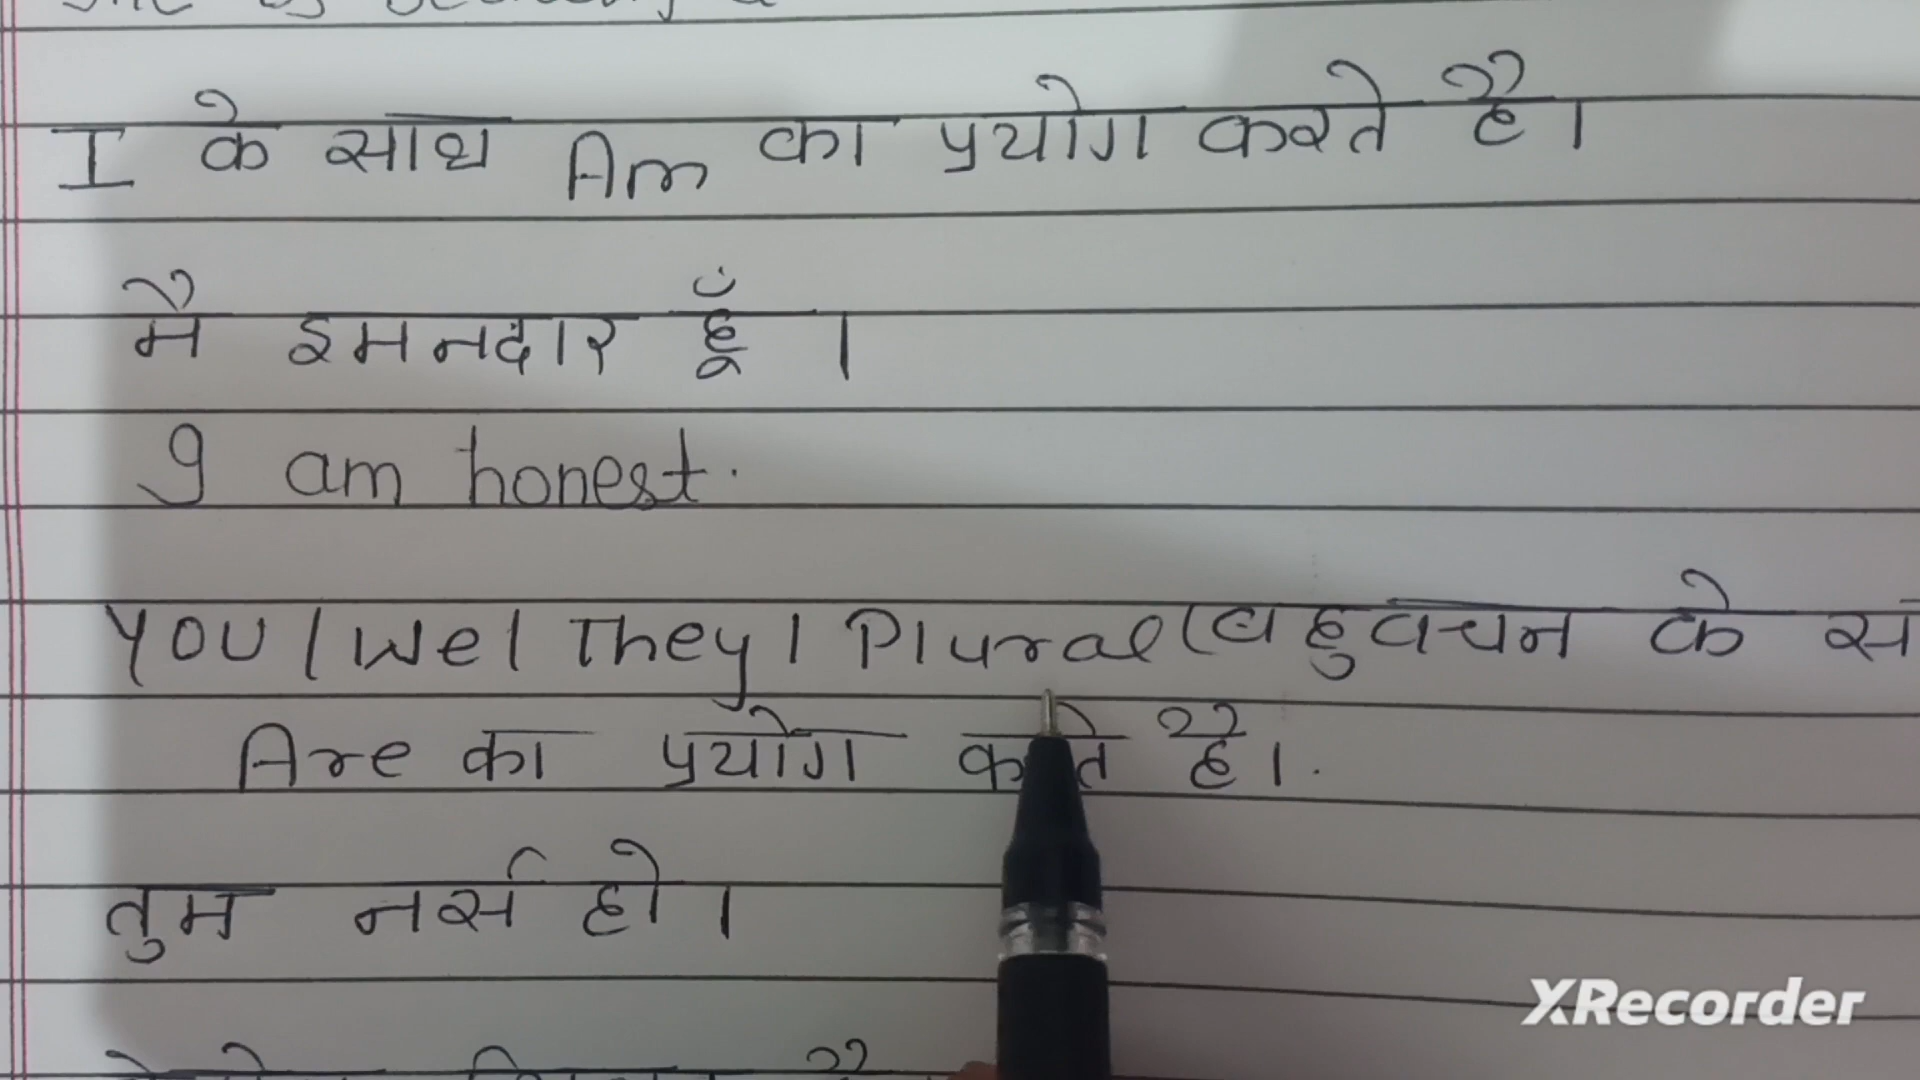 I के साथ Am का प्रयोग करते है।
मै इमनदार हूँ।
I am honest.
YOU / We / They / Plural (बहुवचन के
Are का प्रयोग करते है।.
तुम नर्स हो।
XRecorder